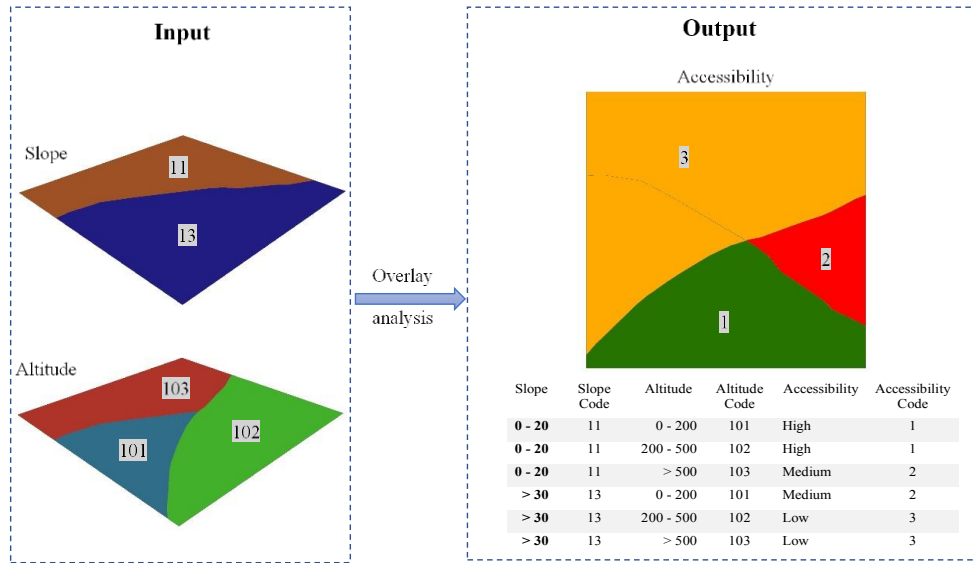 Input
Slope
11
13
Altitude
103
101
102
Overlay
analysis
Output
Accessibility
3
2
1
Slope Slope Code Altitude Altitude Code Accessibility Accessibility Code
0 - 20 11 0 - 200 101 High 1
0 - 20 11 200 - 500 102 High 1
0 - 20 11 > 500 103 Medium 2
> 30 13 0 - 200 101 Medium 2
> 30 13 200 - 500 102 Low 3
> 30 13 > 500 103 Low 3